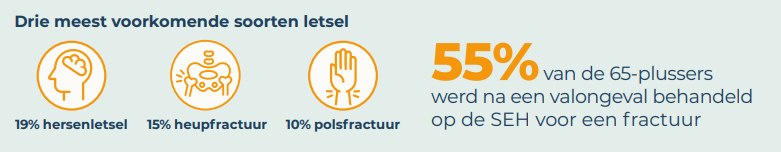 Drie meest voorkomende soorten letsel
19% hersenletsel
15% heupfractuur
10% polsfractuur
55% van de 65-plussers
werd na een valongeval behandeld
op de SEH voor een fractuur